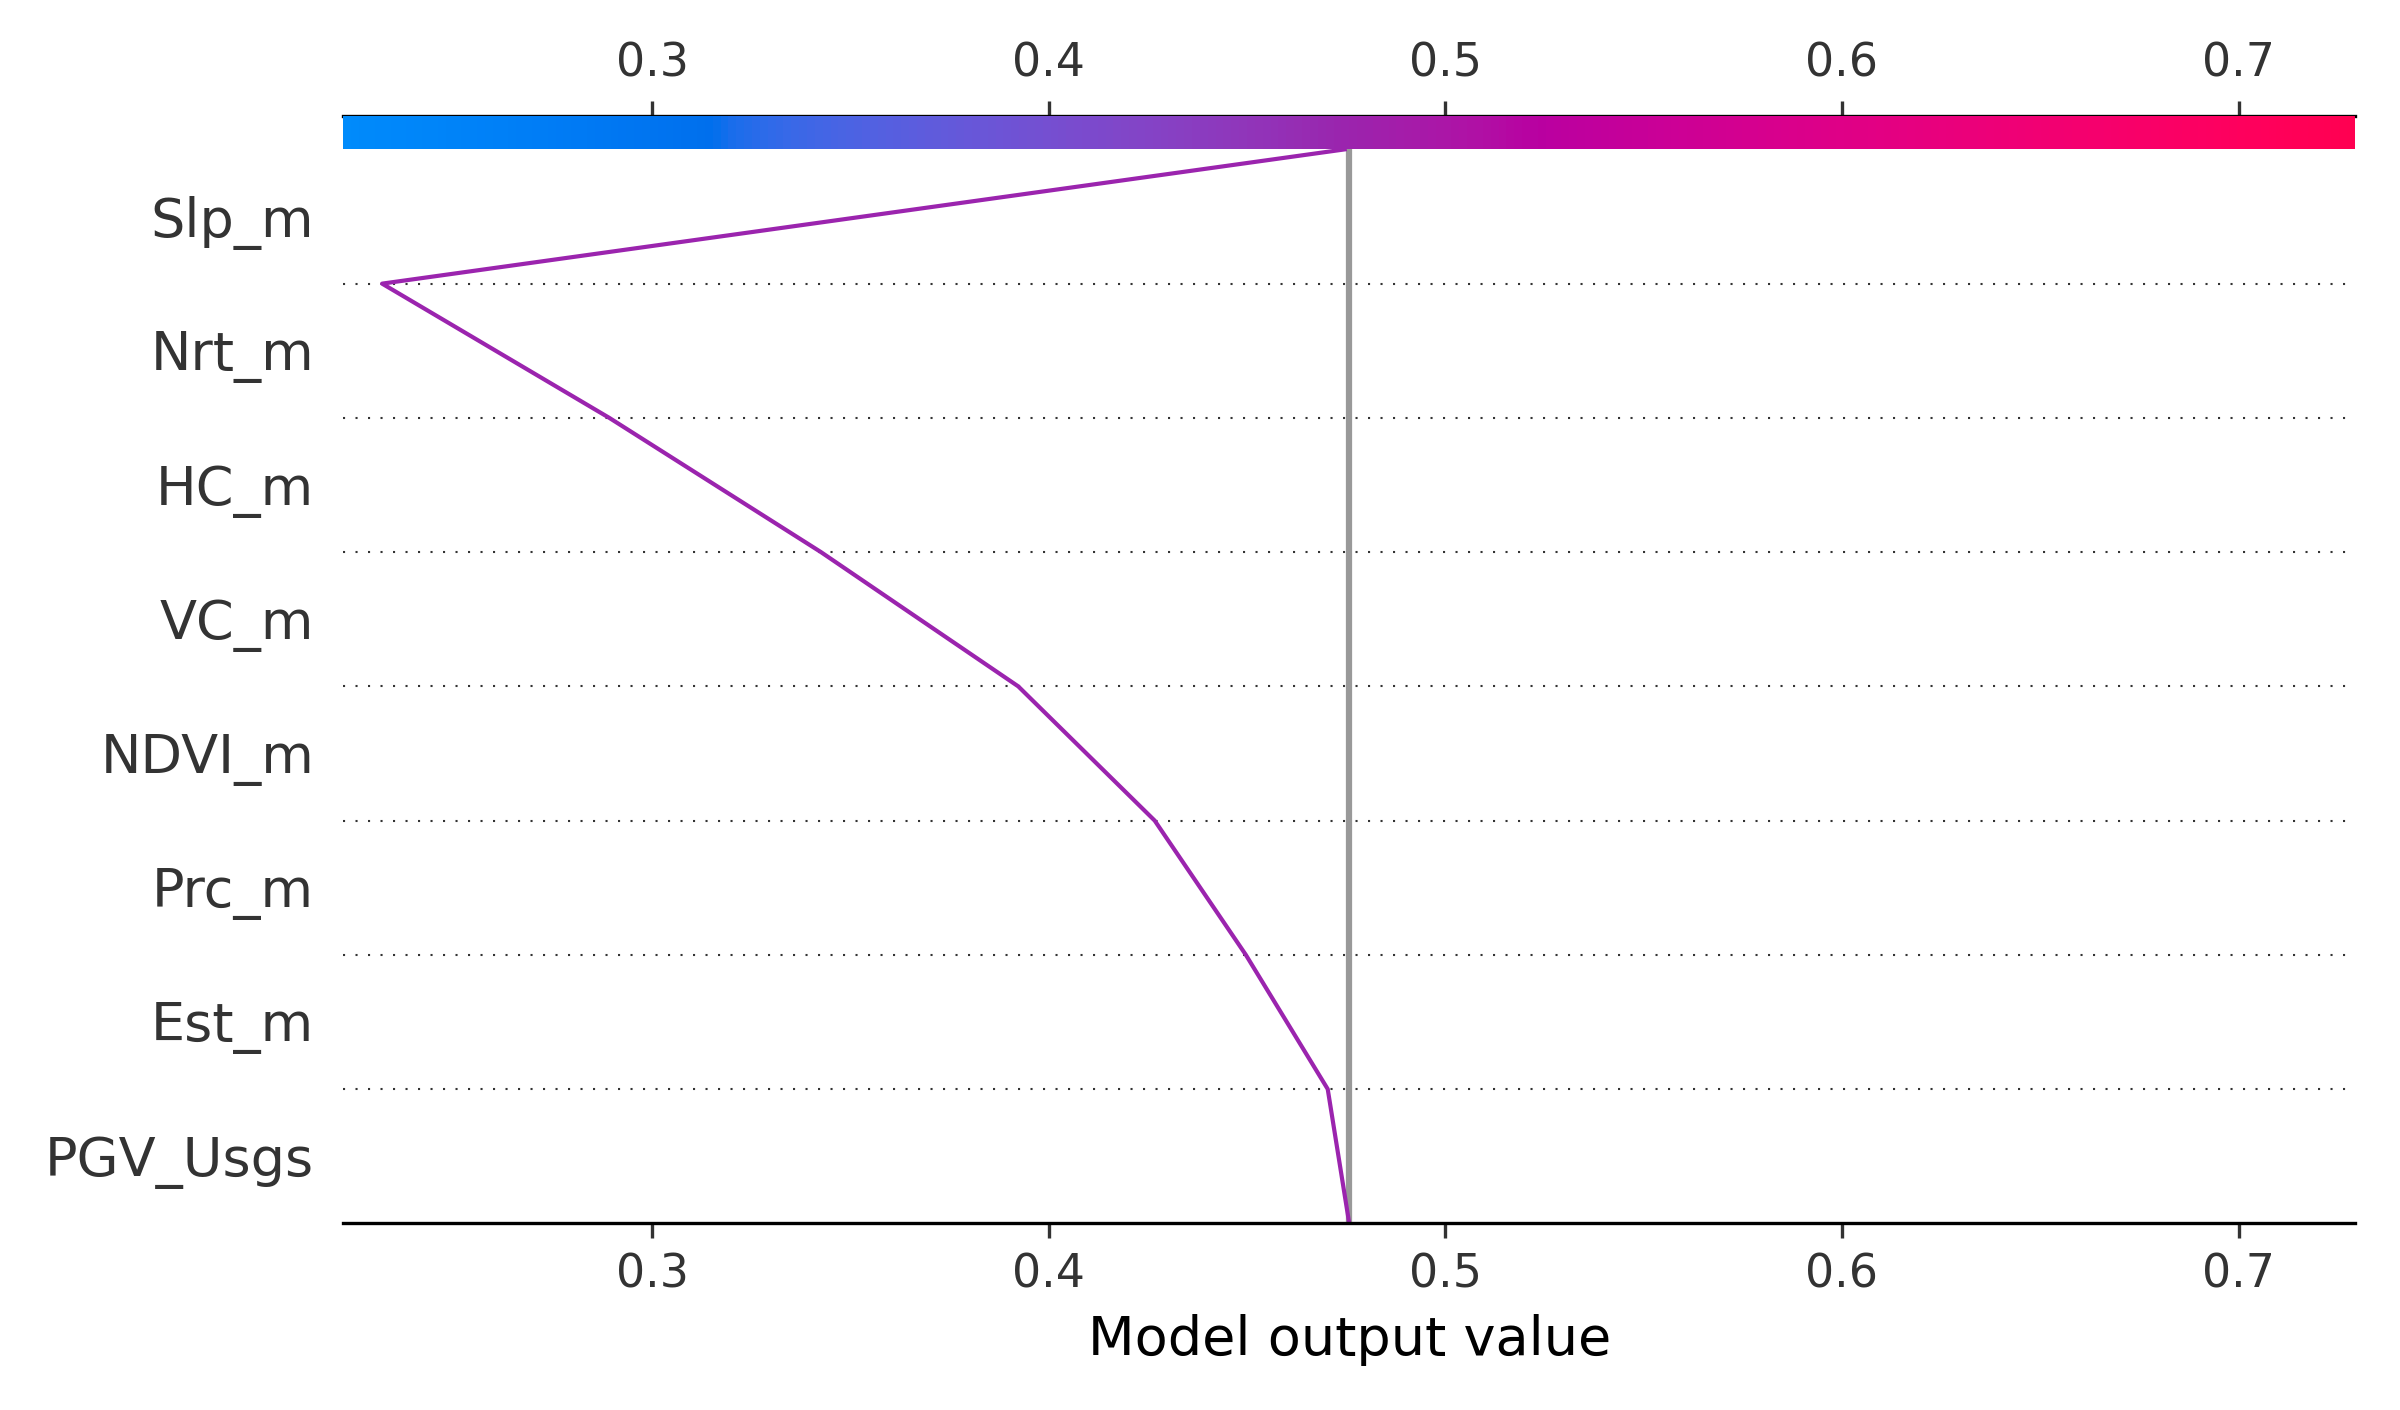 0.3 0.4 0.5 0.6 0.7
Slp_m
Nrt_m
HC_m
VC_m
NDVI_m
Prc_m
Est_m
PGV_Usgs
0.3 0.4 0.5 0.6 0.7
Model output value